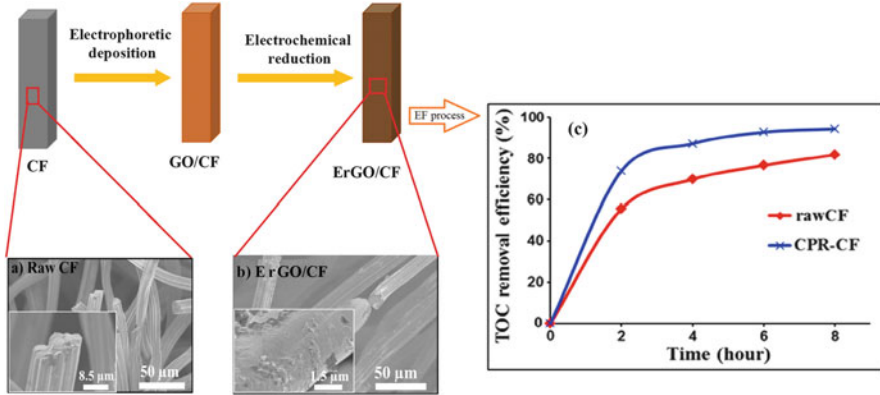 Electrophoretic
deposition
Electrochemical
reduction
EF process
CF
GO/CF
ErGO/CF
a) Raw CF
8.5 µm
50 µm
b) E rGO/CF
1.5 µm
50 µm
(c)
TOC removal efficiency (%)
100
80
60
40
20
0
rawCF
CPR-CF
0 2 4 6 8
Time (hour)